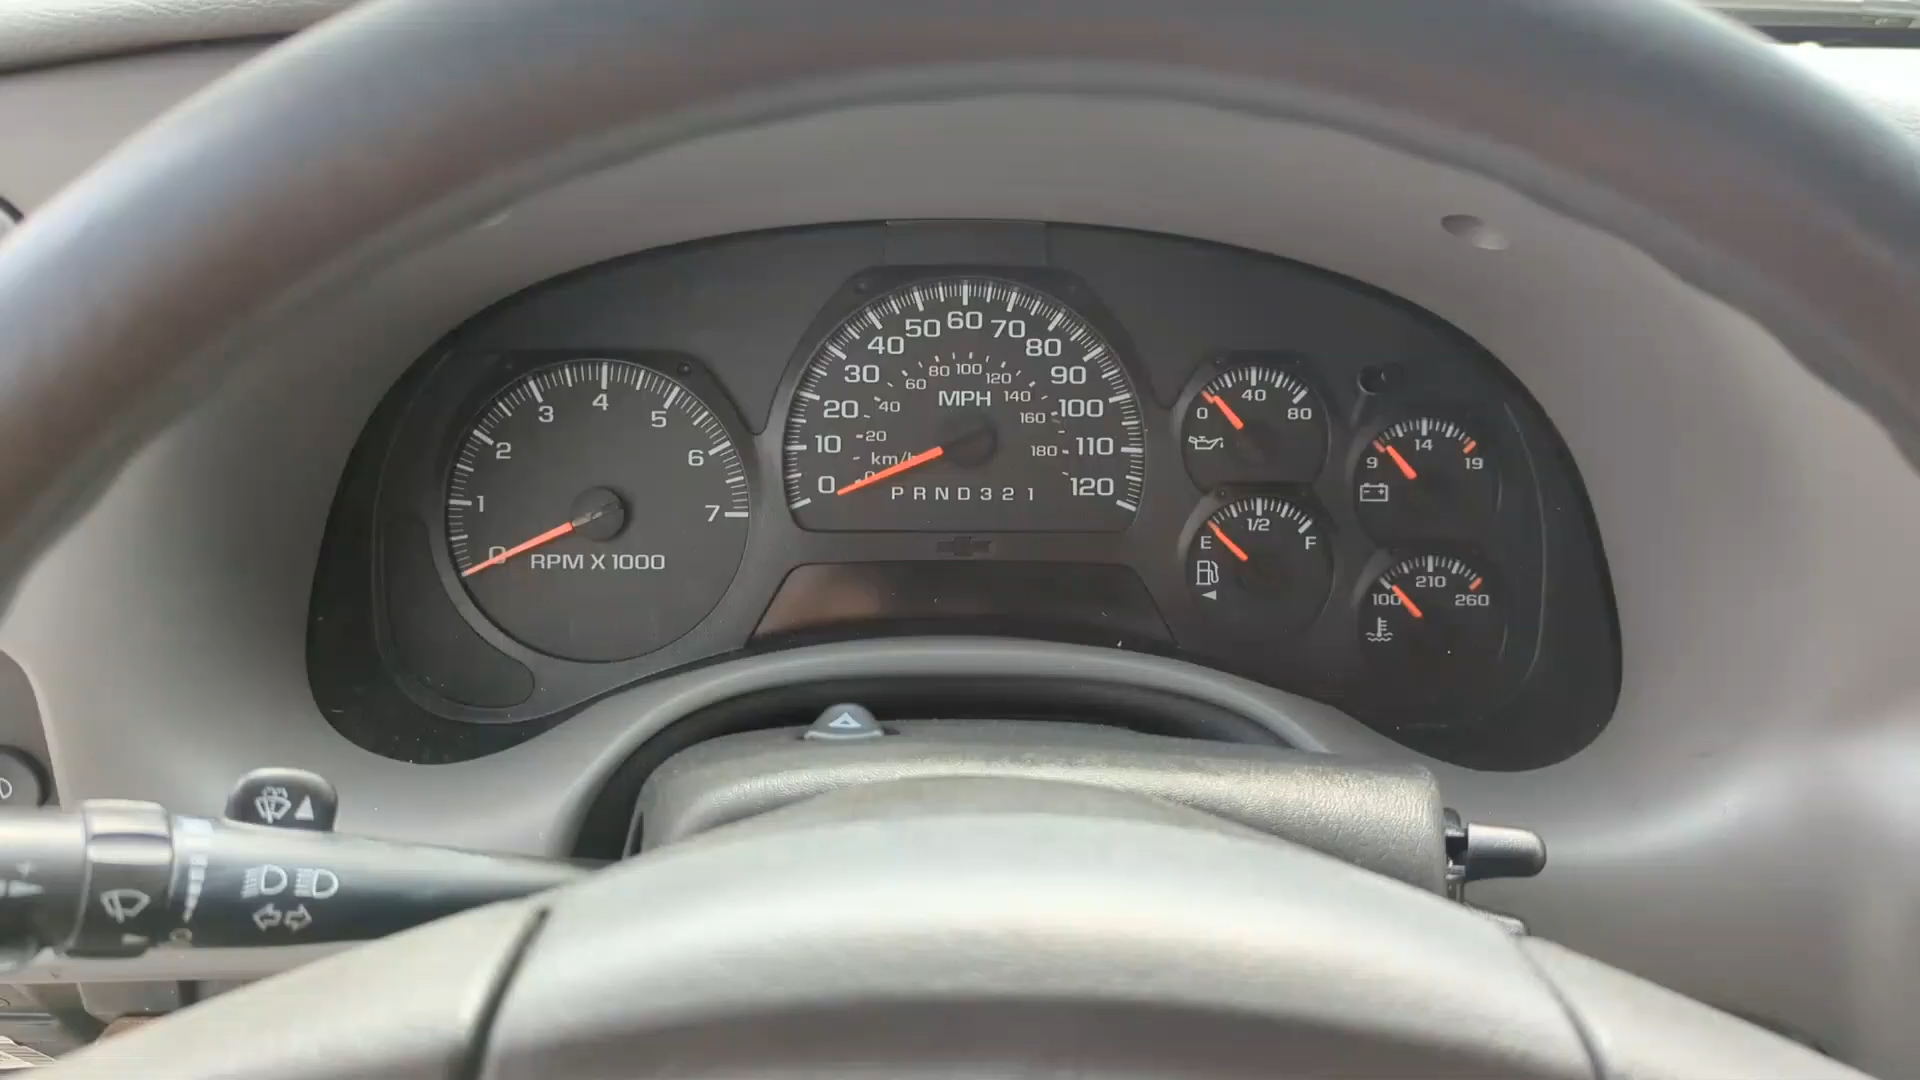 0 1 2 3 4 5 6 7
RPM X 1000
0 10 20 30 40 50 60 70 80 90 100 110 120
MPH
0 20 40 60 80 100 120 140 160 180
km/h
P R N D 3 2 1
0 40 80
E 1/2 F
9 14 19
100 210 260